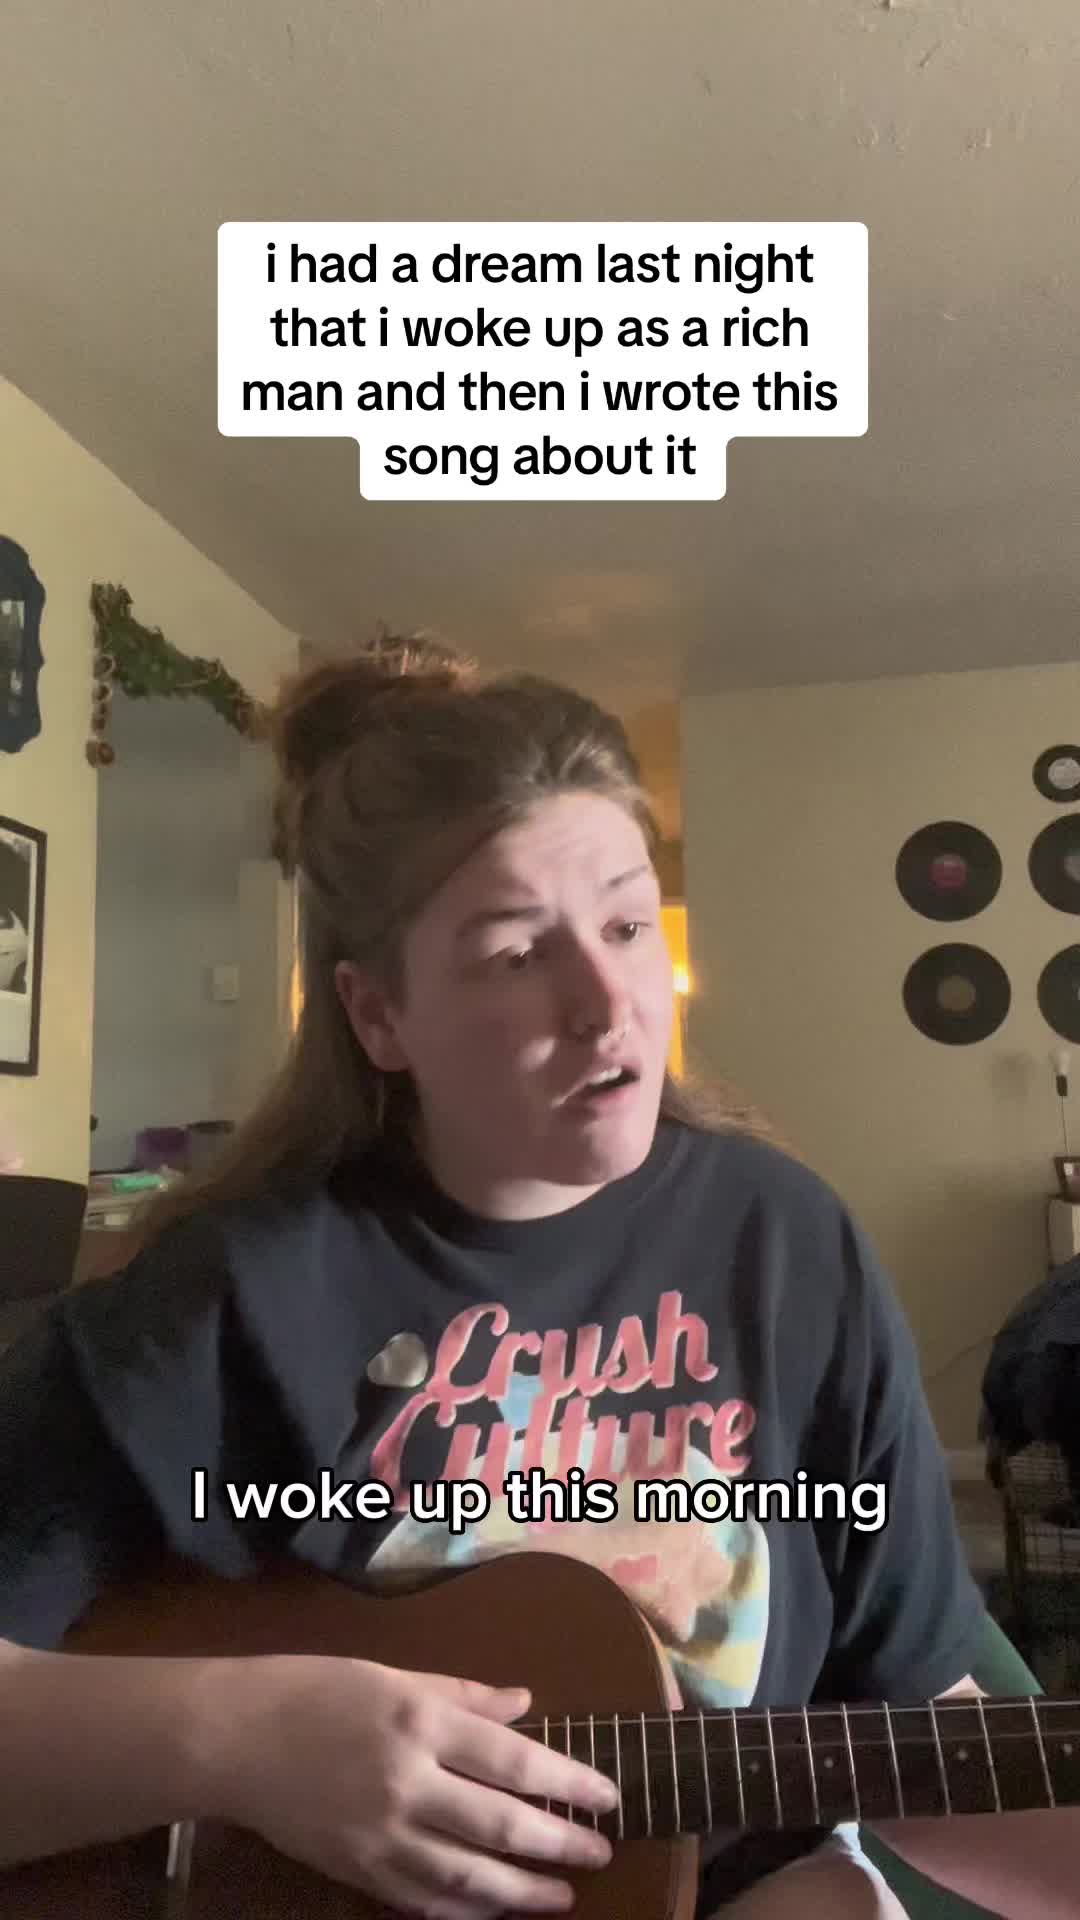 i had a dream last night
that i woke up as a rich
man and then i wrote this
song about it
Crush
Culture
I woke up this morning